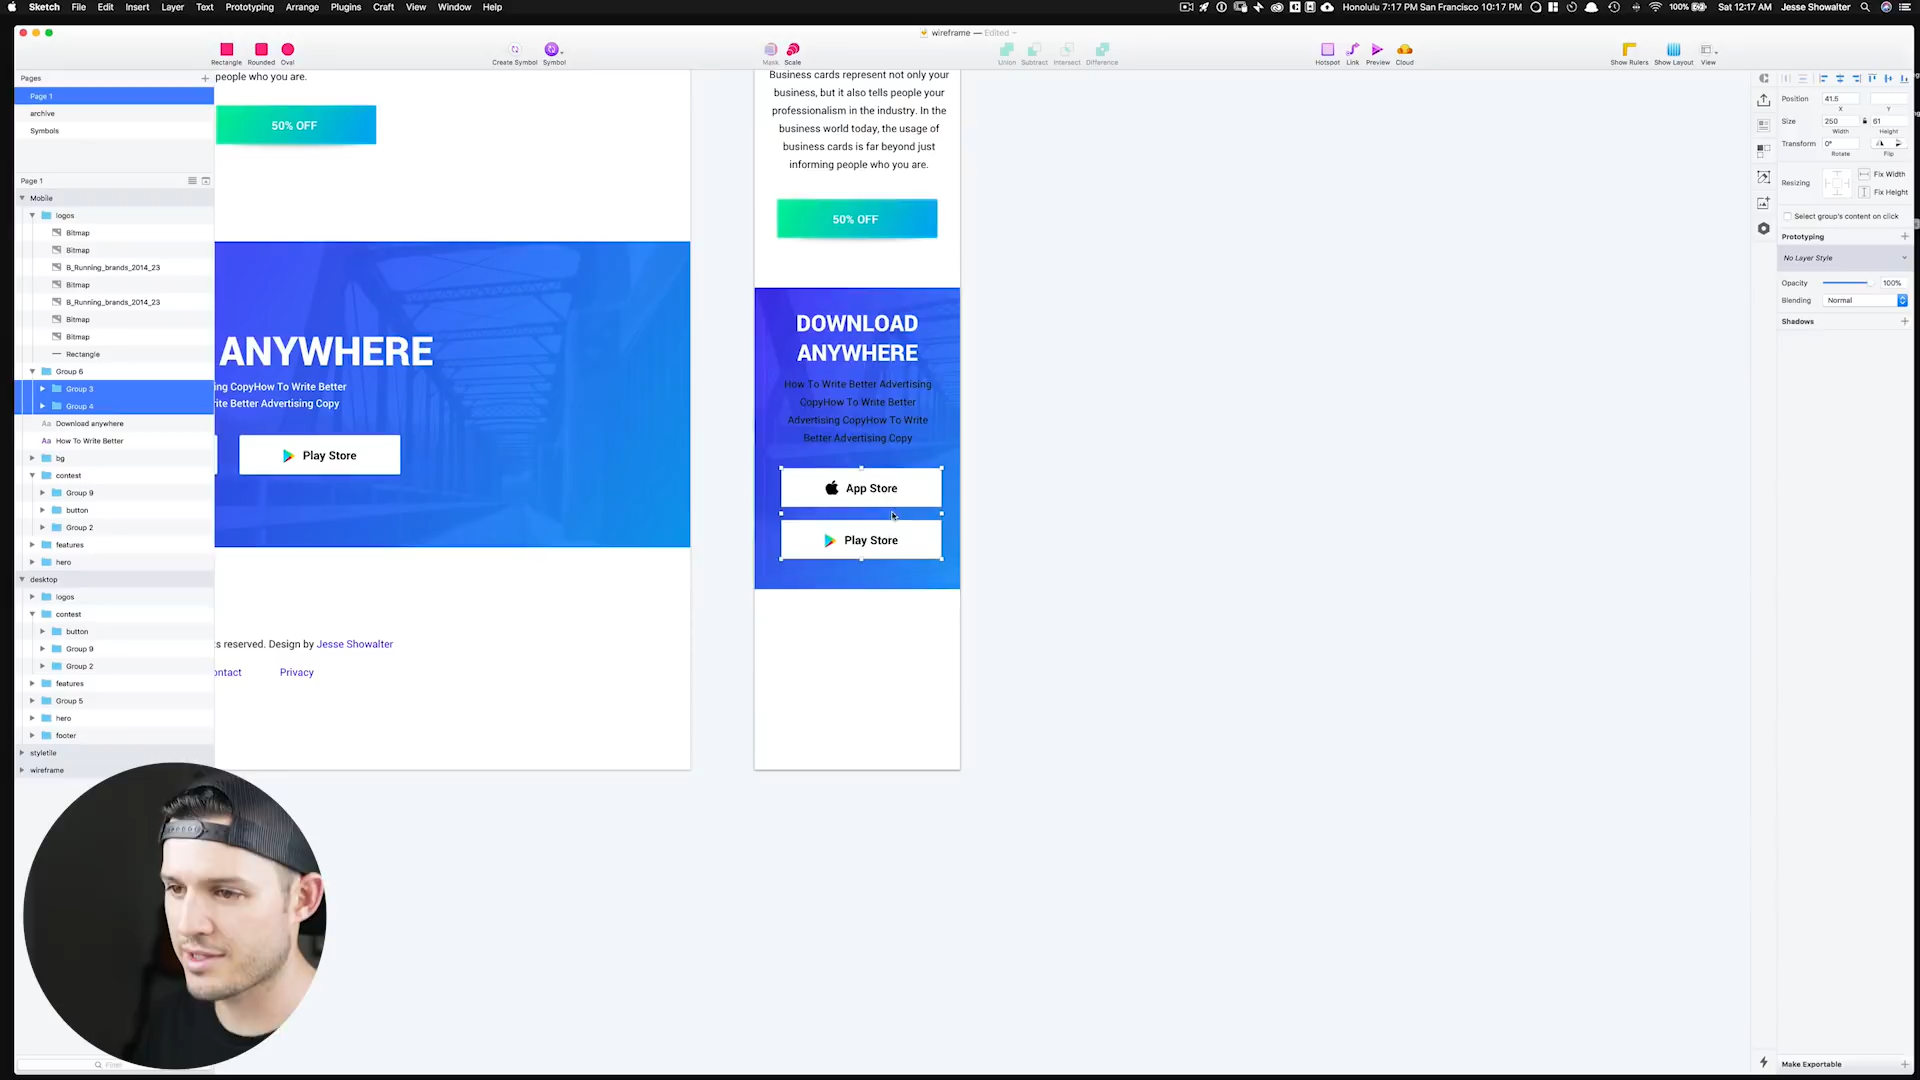 Sketch File Edit Insert Layer Text Prototyping Arrange Plugins Craft View Window Help
Honolulu 7:17 PM San Francisco 10:17 PM
100%
Sat 12:17 AM Jesse Showalter
wireframe — Edited
Rectangle Rounded Oval
Create Symbol Symbol
Mask Scale
Union Subtract Intersect Difference
Hotspot Link Preview Cloud
Show Rulers Show Layout View
Pages
Page 1
archive
Symbols
Page 1
Mobile
logos
Bitmap
Bitmap
B_Running_brands_2014_23
Bitmap
B_Running_brands_2014_23
Bitmap
Bitmap
Rectangle
Group 6
Group 3
Group 4
Aa Download anywhere
Aa How To Write Better
bg
contest
Group 9
button
Group 2
features
hero
desktop
logos
contest
button
Group 9
Group 2
features
Group 5
hero
footer
styletile
wireframe
Filter
people who you are.
50% OFF
ANYWHERE
ing CopyHow To Write Better
ite Better Advertising Copy
Play Store
ts reserved. Design by Jesse Showalter
ontact Privacy
Business cards represent not only your
business, but it also tells people your
professionalism in the industry. In the
business world today, the usage of
business cards is far beyond just
informing people who you are.
50% OFF
DOWNLOAD
ANYWHERE
How To Write Better Advertising
CopyHow To Write Better
Advertising CopyHow To Write
Better Advertising Copy
App Store
Play Store
Position 41.5
X Y
Size 250 61
Width Height
Transform 0°
Rotate Flip
Resizing Fix Width
Fix Height
Select group's content on click
Prototyping
No Layer Style
Opacity 100%
Blending Normal
Shadows
Make Exportable